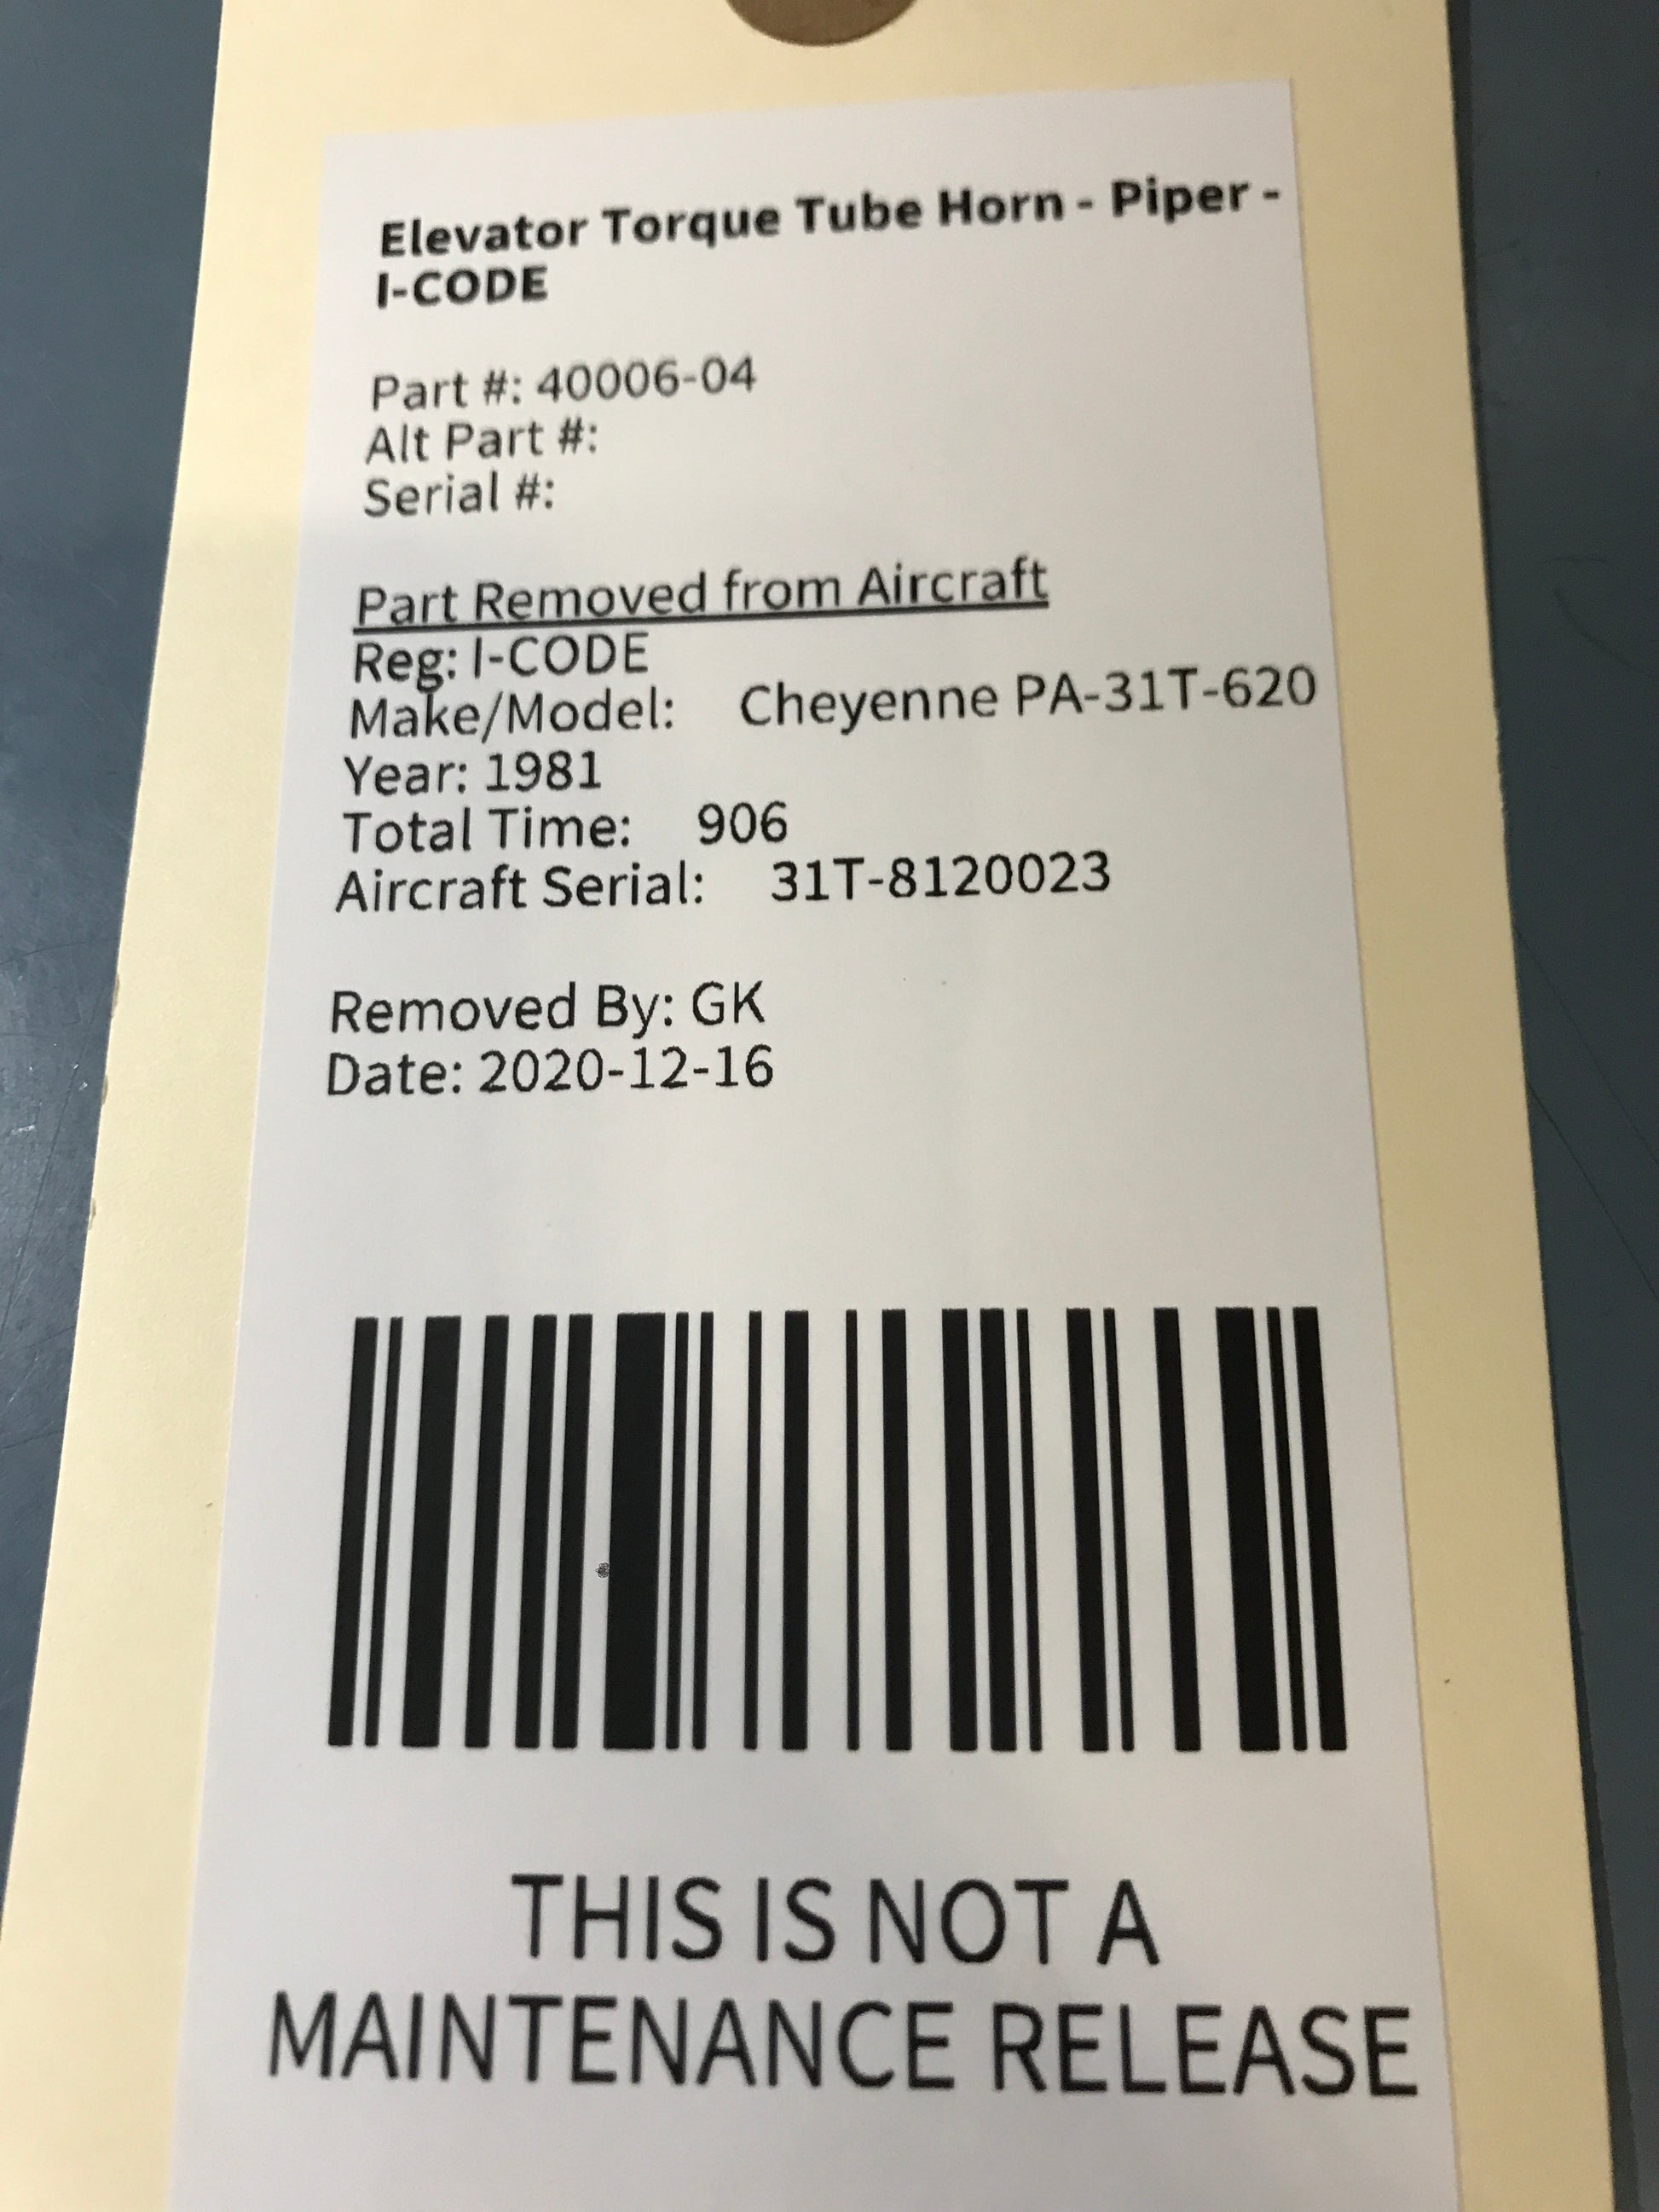 Elevator Torque Tube Horn - Piper -
I-CODE
Part #: 40006-04
Alt Part #:
Serial #:
Part Removed from Aircraft
Reg: I-CODE
Make/Model: Cheyenne PA-31T-620
Year: 1981
Total Time: 906
Aircraft Serial: 31T-8120023
Removed By: GK
Date: 2020-12-16
THIS IS NOT A
MAINTENANCE RELEASE